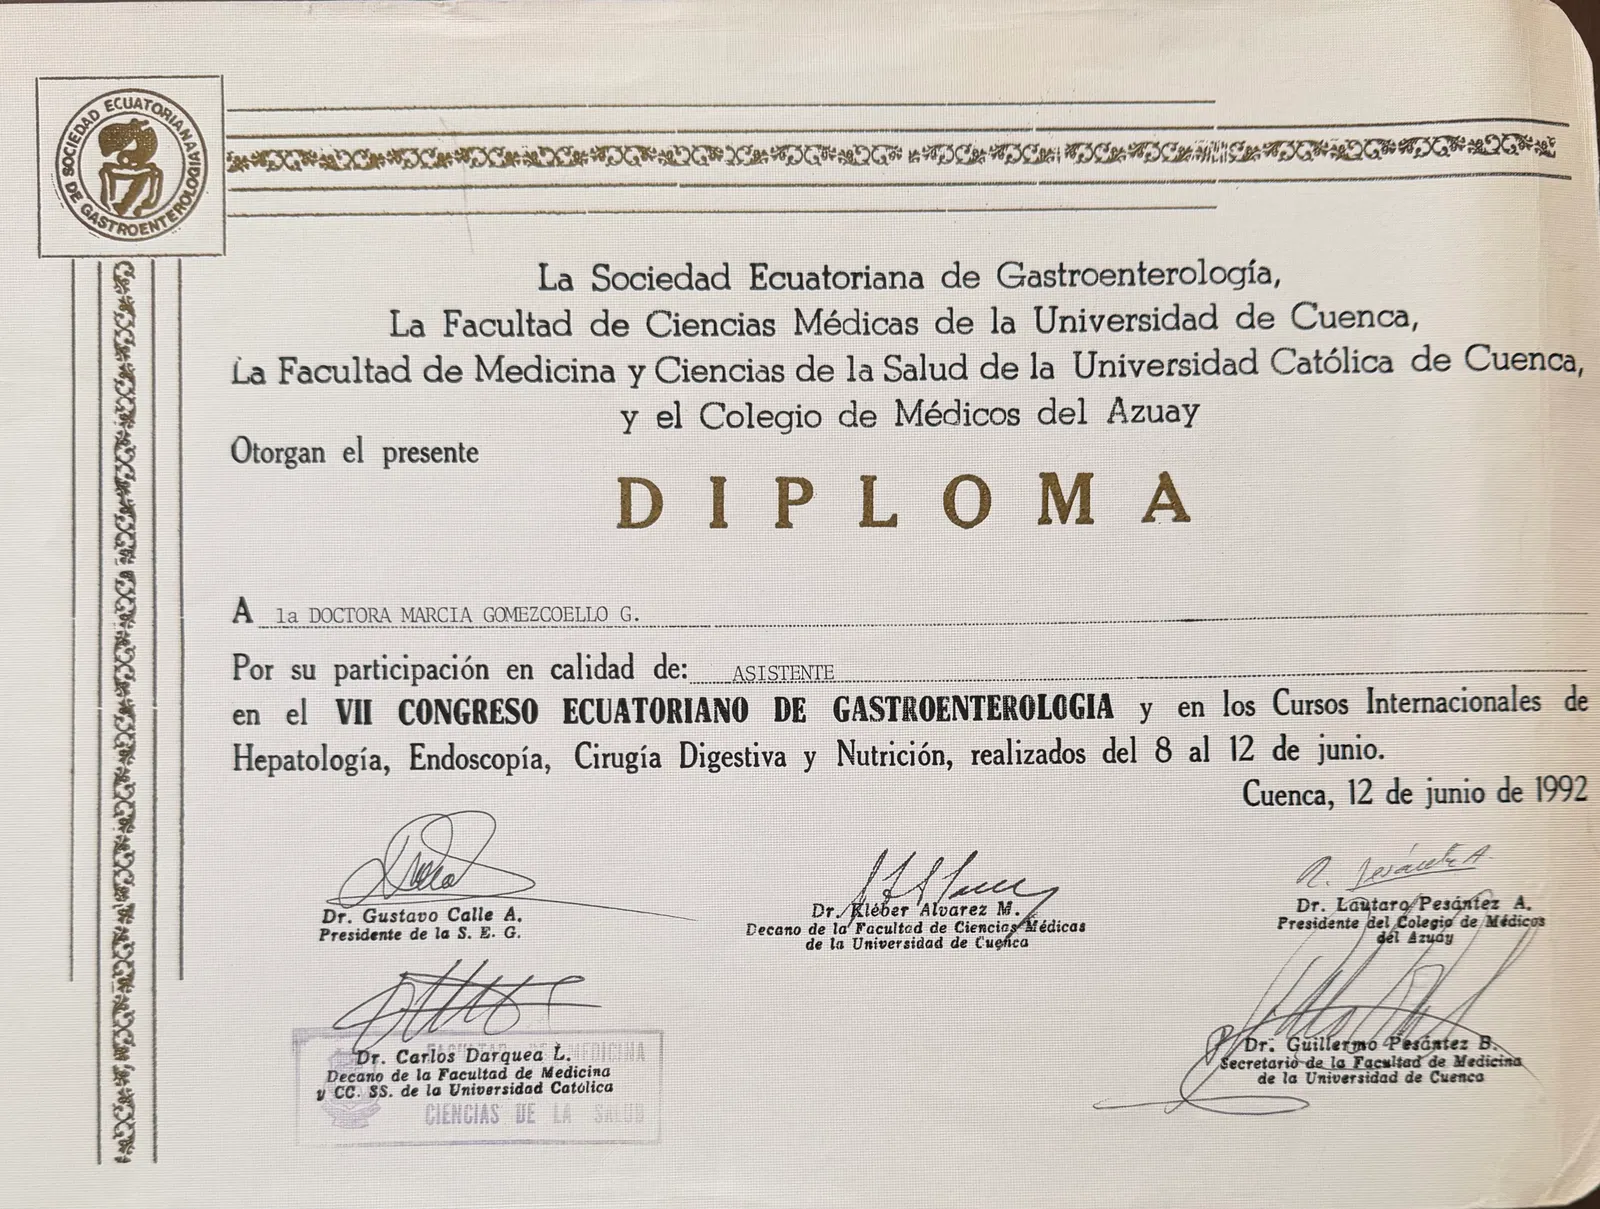 SOCIEDAD ECUATORIANA DE GASTROENTEROLOGIA
La Sociedad Ecuatoriana de Gastroenterología,
La Facultad de Ciencias Médicas de la Universidad de Cuenca,
La Facultad de Medicina y Ciencias de la Salud de la Universidad Católica de Cuenca,
y el Colegio de Médicos del Azuay
Otorgan el presente
DIPLOMA
A la DOCTORA MARCIA GOMEZCOELLO G.
Por su participación en calidad de: ASISTENTE
en el VII CONGRESO ECUATORIANO DE GASTROENTEROLOGIA y en los Cursos Internacionales de
Hepatología, Endoscopía, Cirugía Digestiva y Nutrición, realizados del 8 al 12 de junio.
Cuenca, 12 de junio de 1992
Dr. Gustavo Calle A.
Presidente de la S. E. G.
Dr. Kléber Alvarez M.
Decano de la Facultad de Ciencias Médicas
de la Universidad de Cuenca
Dr. Lautaro Pesántez A.
Presidente del Colegio de Médicos
del Azuay
Dr. Carlos Darquea L.
Decano de la Facultad de Medicina
y CC. SS. de la Universidad Católica
FACULTAD DE MEDICINA
CIENCIAS DE LA SALUD
Dr. Guillermo Pesántez B.
Secretario de la Facultad de Medicina
de la Universidad de Cuenca